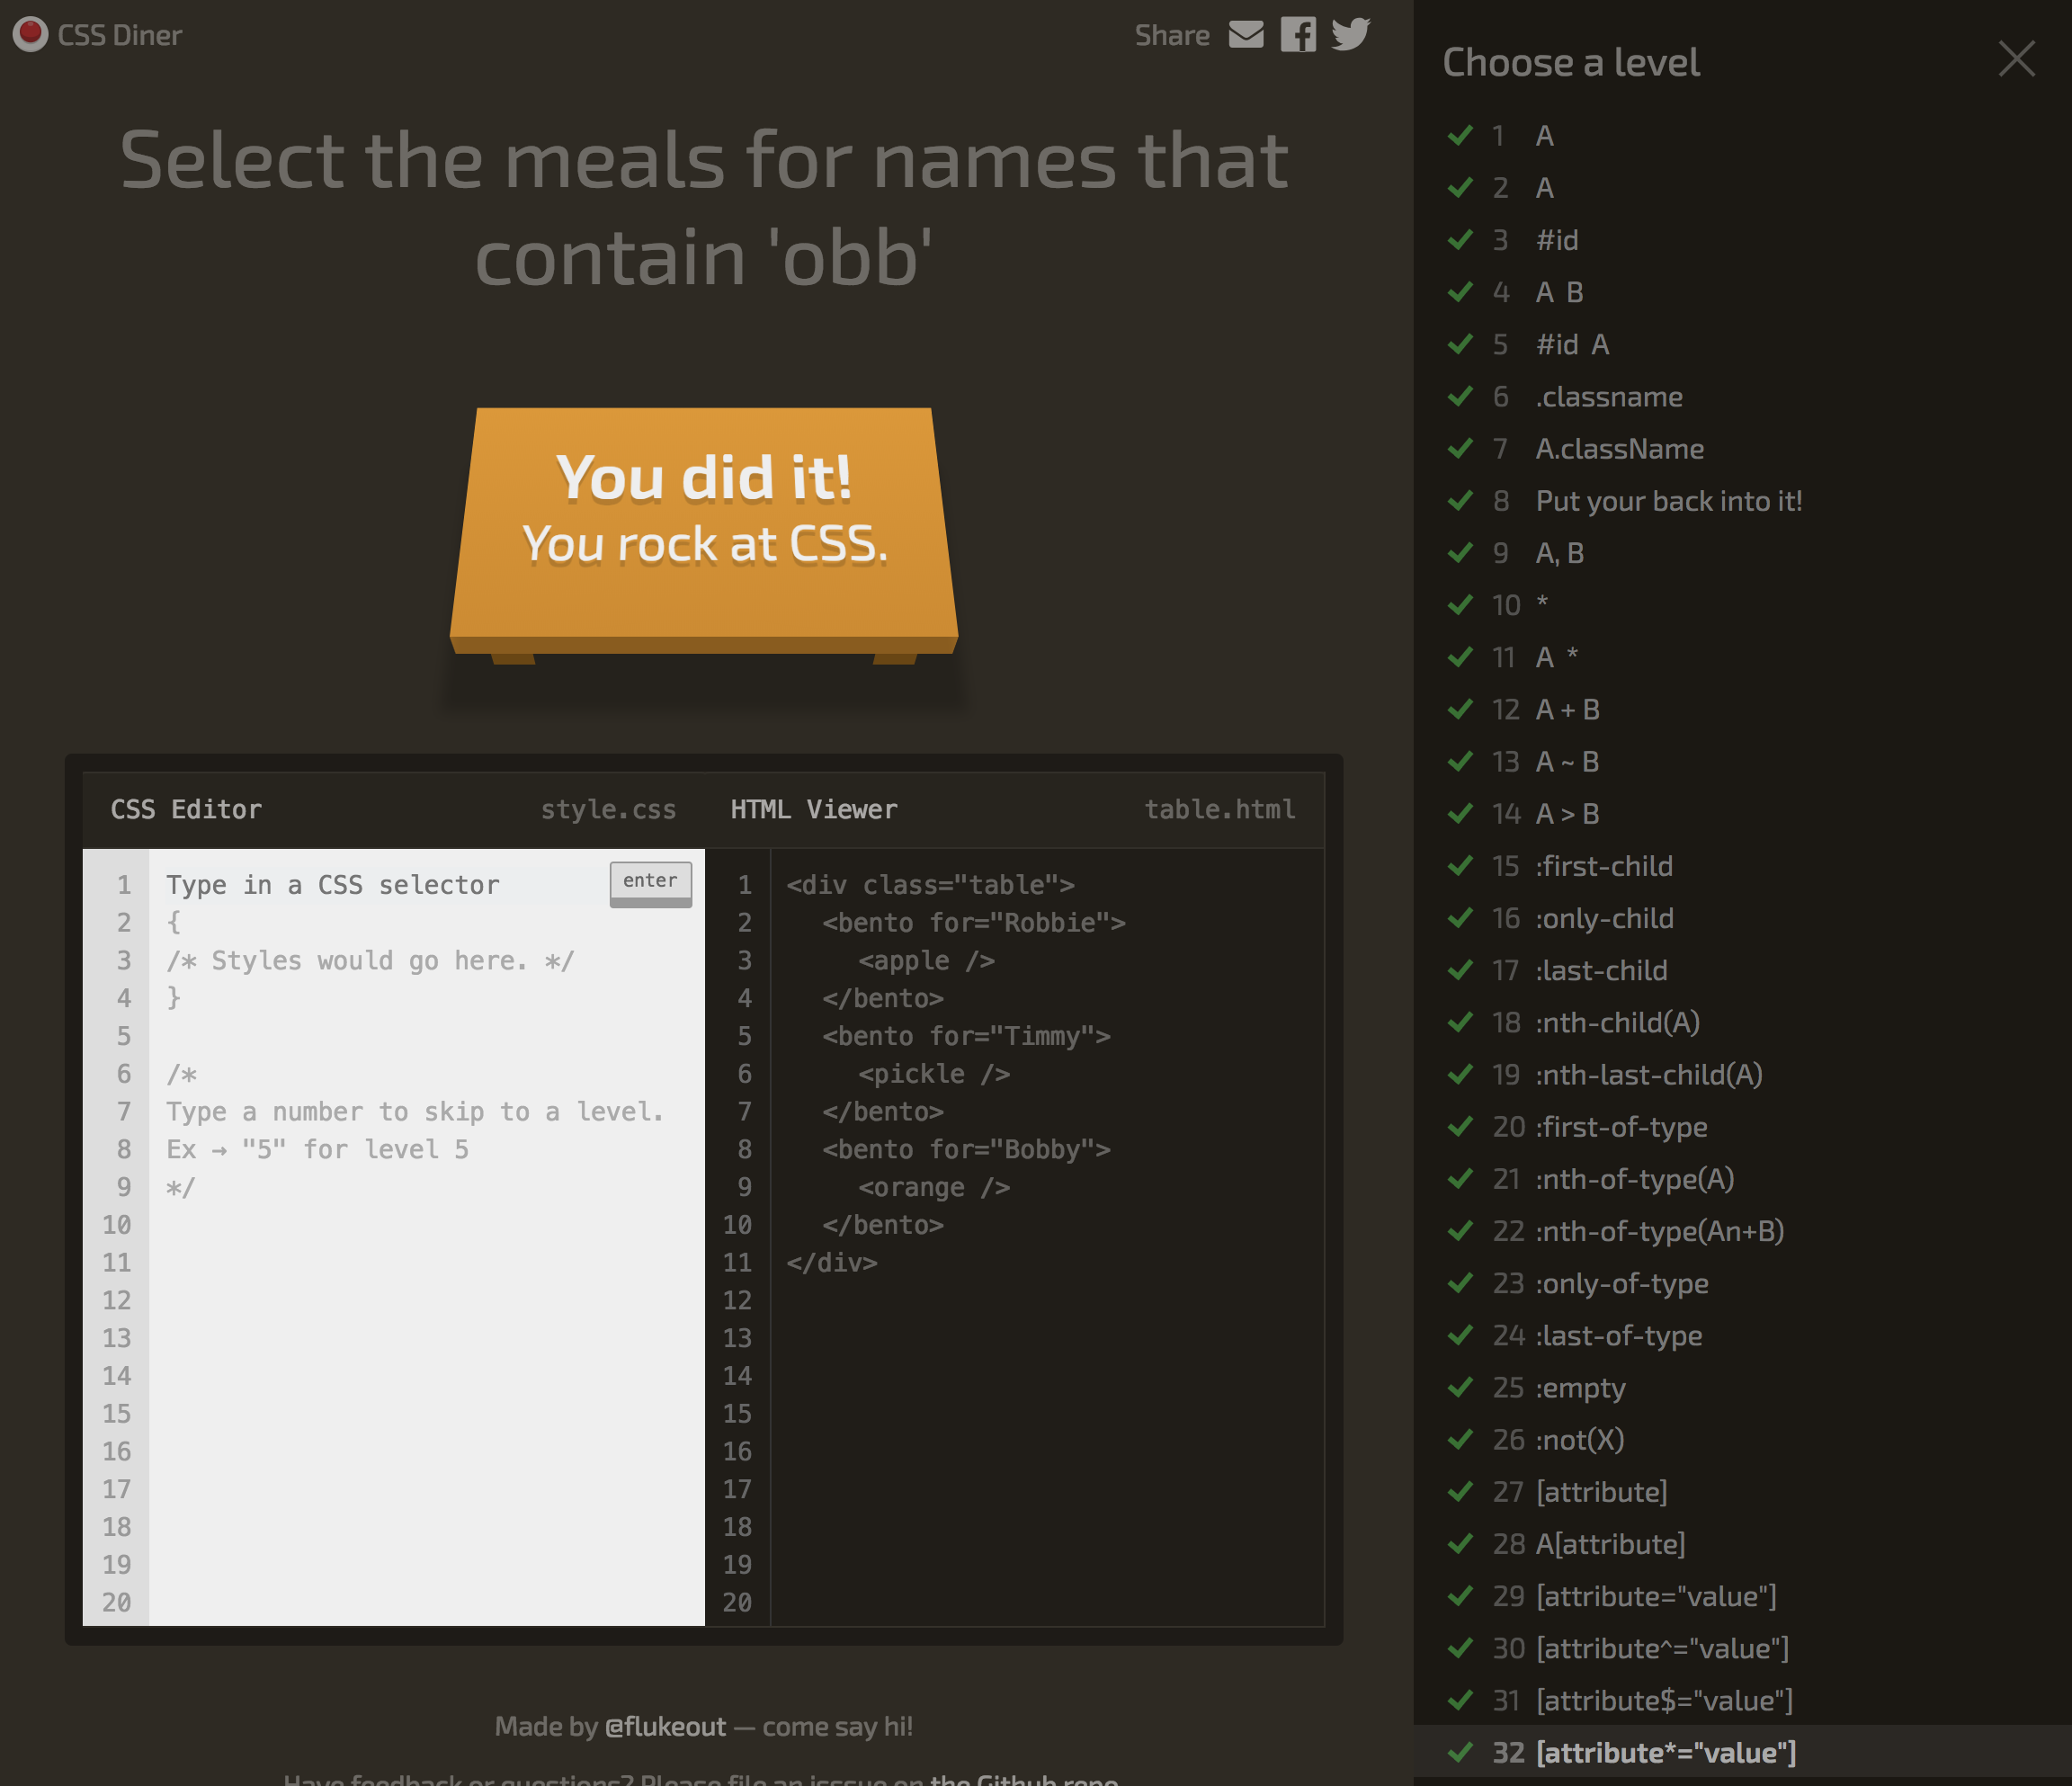 CSS Diner
Share
Select the meals for names that
contain 'obb'
You did it!
You rock at CSS.
CSS Editor
style.css
1 Type in a CSS selector
enter
2 {
3 /* Styles would go here. */
4 }
5
6 /*
7 Type a number to skip to a level.
8 Ex → "5" for level 5
9 */
10
11
12
13
14
15
16
17
18
19
20
HTML Viewer
table.html
1 <div class="table">
2 <bento for="Robbie">
3 <apple />
4 </bento>
5 <bento for="Timmy">
6 <pickle />
7 </bento>
8 <bento for="Bobby">
9 <orange />
10 </bento>
11 </div>
12
13
14
15
16
17
18
19
20
Made by @flukeout — come say hi!
Have feedback or questions? Please file an isssue on the Github repo
Choose a level
1 A
2 A
3 #id
4 A B
5 #id A
6 .classname
7 A.className
8 Put your back into it!
9 A, B
10 *
11 A *
12 A + B
13 A ~ B
14 A > B
15 :first-child
16 :only-child
17 :last-child
18 :nth-child(A)
19 :nth-last-child(A)
20 :first-of-type
21 :nth-of-type(A)
22 :nth-of-type(An+B)
23 :only-of-type
24 :last-of-type
25 :empty
26 :not(X)
27 [attribute]
28 A[attribute]
29 [attribute="value"]
30 [attribute^="value"]
31 [attribute$="value"]
32 [attribute*="value"]